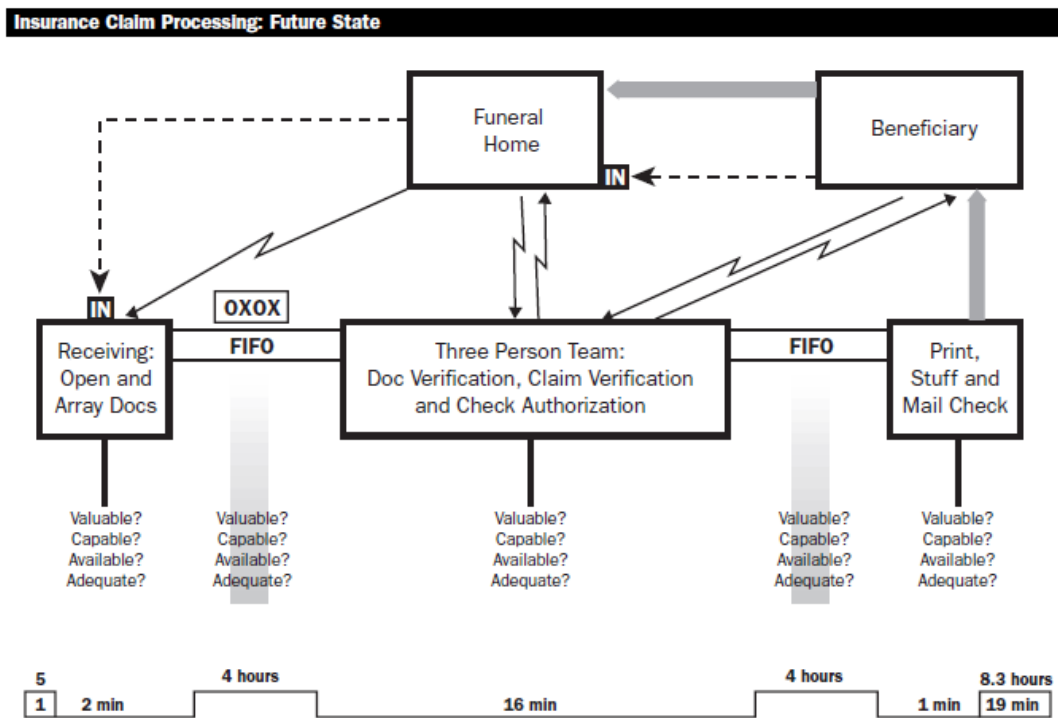 Insurance Claim Processing: Future State
Funeral
Home
Beneficiary
IN
IN
OXOX
Receiving:
Open and
Array Docs
FIFO
Three Person Team:
Doc Verification, Claim Verification
and Check Authorization
FIFO
Print,
Stuff and
Mail Check
Valuable?
Capable?
Available?
Adequate?
Valuable?
Capable?
Available?
Adequate?
Valuable?
Capable?
Available?
Adequate?
Valuable?
Capable?
Available?
Adequate?
Valuable?
Capable?
Available?
Adequate?
5
1
2 min
4 hours
16 min
4 hours
1 min
8.3 hours
19 min